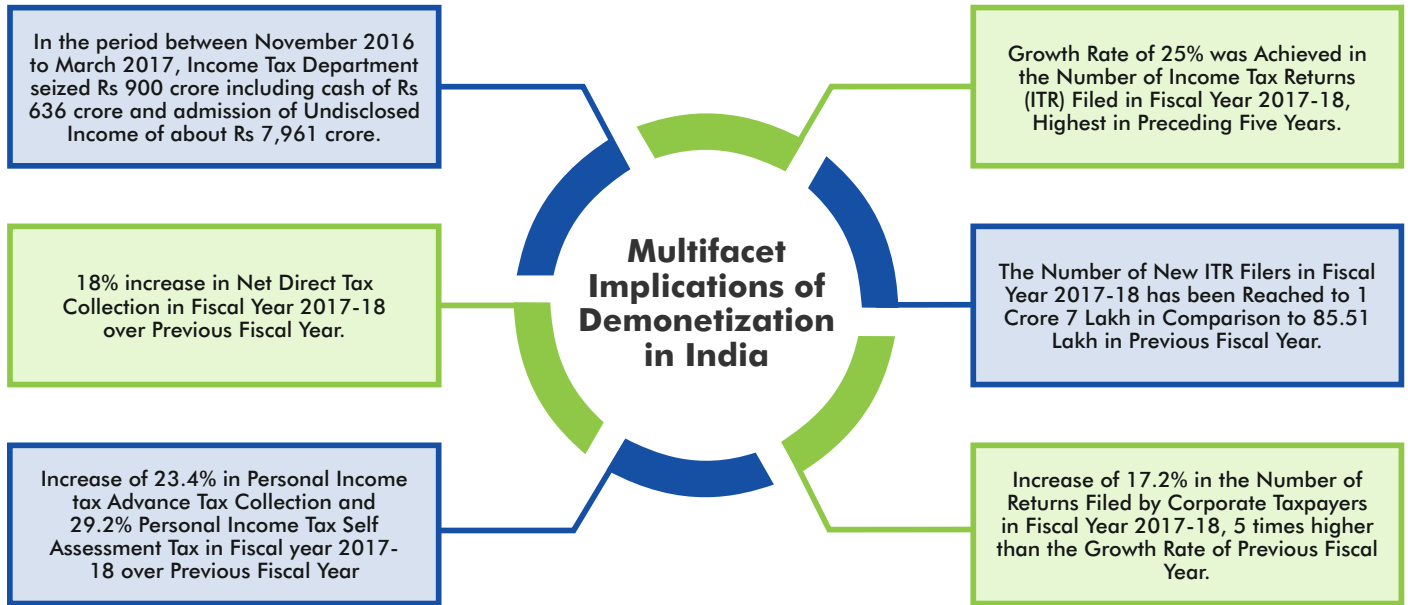 In the period between November 2016
to March 2017, Income Tax Department
seized Rs 900 crore including cash of Rs
636 crore and admission of Undisclosed
Income of about Rs 7,961 crore.
18% increase in Net Direct Tax
Collection in Fiscal Year 2017-18
over Previous Fiscal Year.
Increase of 23.4% in Personal Income
tax Advance Tax Collection and
29.2% Personal Income Tax Self
Assessment Tax in Fiscal year 2017-
18 over Previous Fiscal Year
Multifacet
Implications of
Demonetization
in India
Growth Rate of 25% was Achieved in
the Number of Income Tax Returns
(ITR) Filed in Fiscal Year 2017-18,
Highest in Preceding Five Years.
The Number of New ITR Filers in Fiscal
Year 2017-18 has been Reached to 1
Crore 7 Lakh in Comparison to 85.51
Lakh in Previous Fiscal Year.
Increase of 17.2% in the Number of
Returns Filed by Corporate Taxpayers
in Fiscal Year 2017-18, 5 times higher
than the Growth Rate of Previous Fiscal
Year.